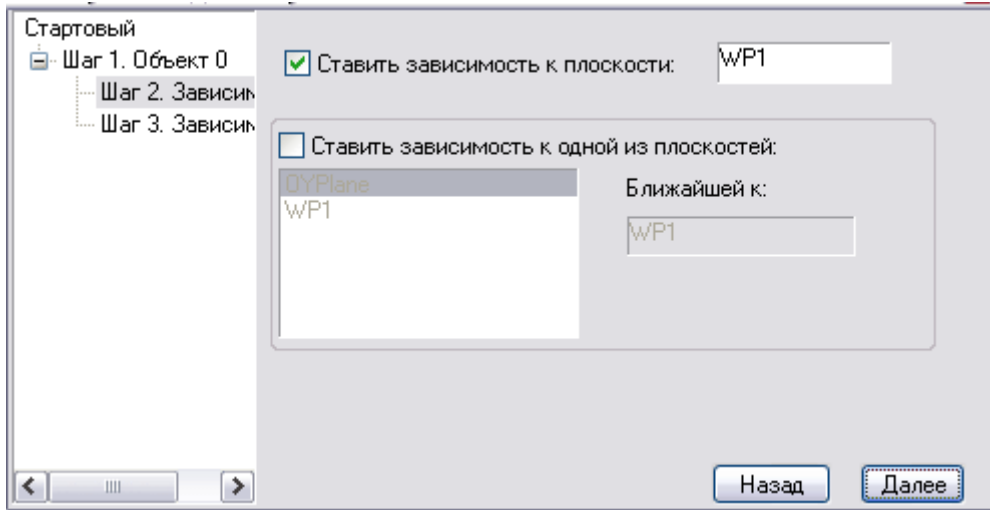 Стартовый
Шаг 1. Объект 0
Шаг 2. Зависим
Шаг 3. Зависим
Ставить зависимость к плоскости:
WP1
Ставить зависимость к одной из плоскостей:
OYPlane
WP1
Ближайшей к:
WP1
Назад
Далее